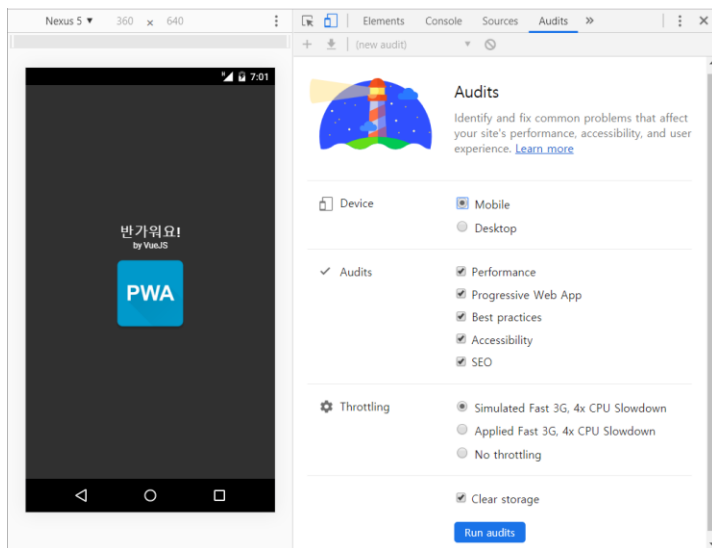 Nexus 5 ▼ 360 × 640
Elements Console Sources Audits »
(new audit)
7:01
반가워요!
by VueJS
PWA
Audits
Identify and fix common problems that affect
your site's performance, accessibility, and user
experience. Learn more
Device
Mobile
Desktop
Audits
Performance
Progressive Web App
Best practices
Accessibility
SEO
Throttling
Simulated Fast 3G, 4x CPU Slowdown
Applied Fast 3G, 4x CPU Slowdown
No throttling
Clear storage
Run audits